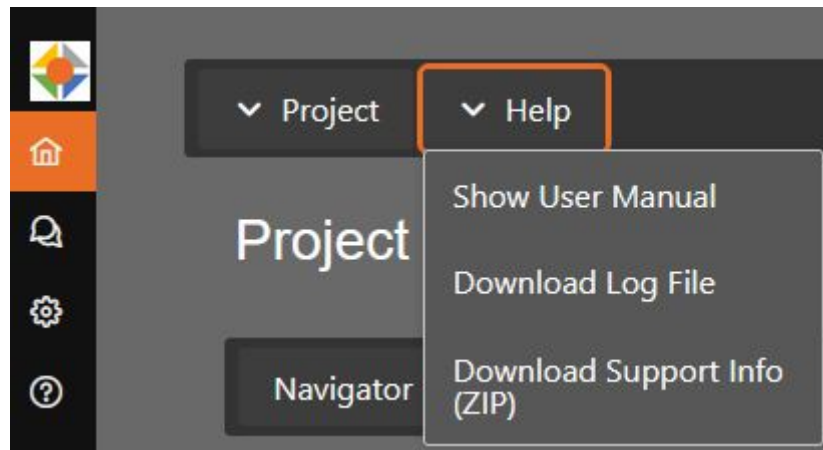 Project
Help
Show User Manual
Project
Download Log File
Navigator
Download Support Info
(ZIP)